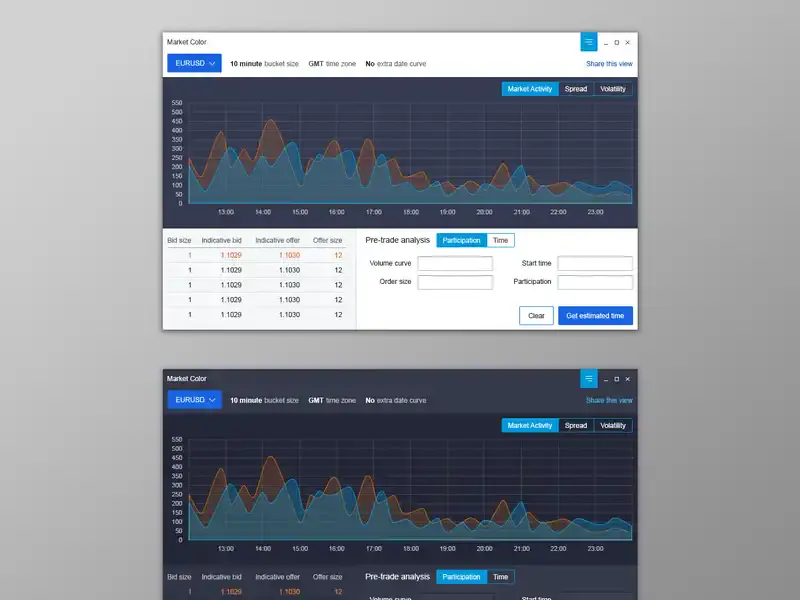 Market Color
EURUSD 10 minute bucket size GMT time zone No extra date curve Share this view
Market Activity Spread Volatility
550
500
450
400
350
300
250
200
150
100
50
0
13:00 14:00 15:00 16:00 17:00 18:00 19:00 20:00 21:00 22:00 23:00
Bid size Indicative bid Indicative offer Offer size
1 1.1029 1.1030 12
1 1.1029 1.1030 12
1 1.1029 1.1030 12
1 1.1029 1.1030 12
1 1.1029 1.1030 12
Pre-trade analysis Participation Time
Volume curve Start time
Order size Participation
Clear Get estimated time
Market Color
EURUSD 10 minute bucket size GMT time zone No extra date curve Share this view
Market Activity Spread Volatility
550
500
450
400
350
300
250
200
150
100
50
0
13:00 14:00 15:00 16:00 17:00 18:00 19:00 20:00 21:00 22:00 23:00
Bid size Indicative bid Indicative offer Offer size
1 1.1029 1.1030 12
Pre-trade analysis Participation Time
Volume curve Start time